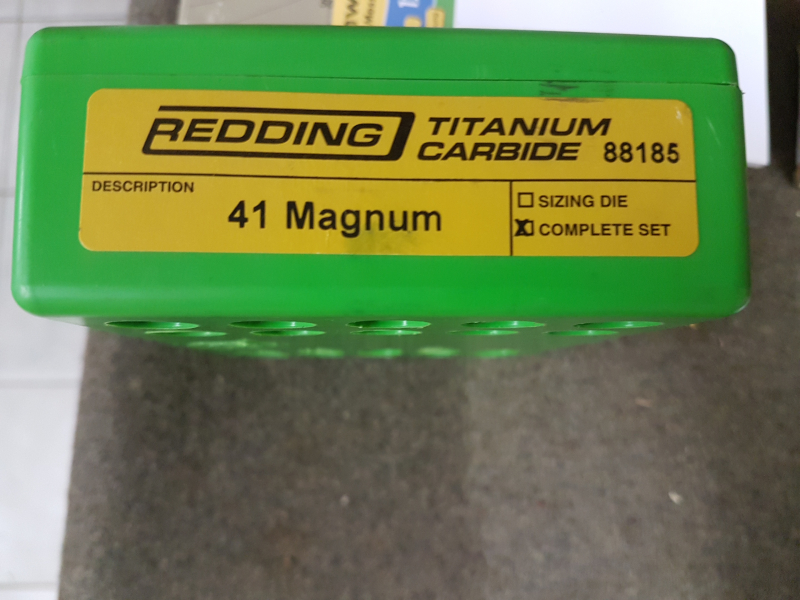 REDDING TITANIUM CARBIDE 88185
DESCRIPTION
41 Magnum
SIZING DIE
COMPLETE SET